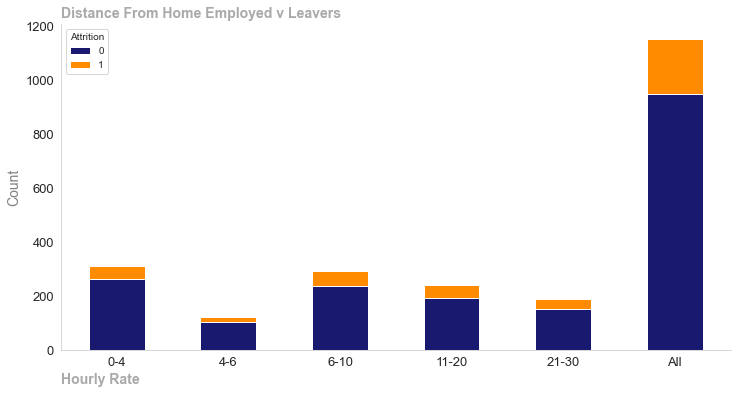 Distance From Home Employed v Leavers
Attrition
0
1
Count
1200
1000
800
600
400
200
0
0-4 4-6 6-10 11-20 21-30 All
Hourly Rate